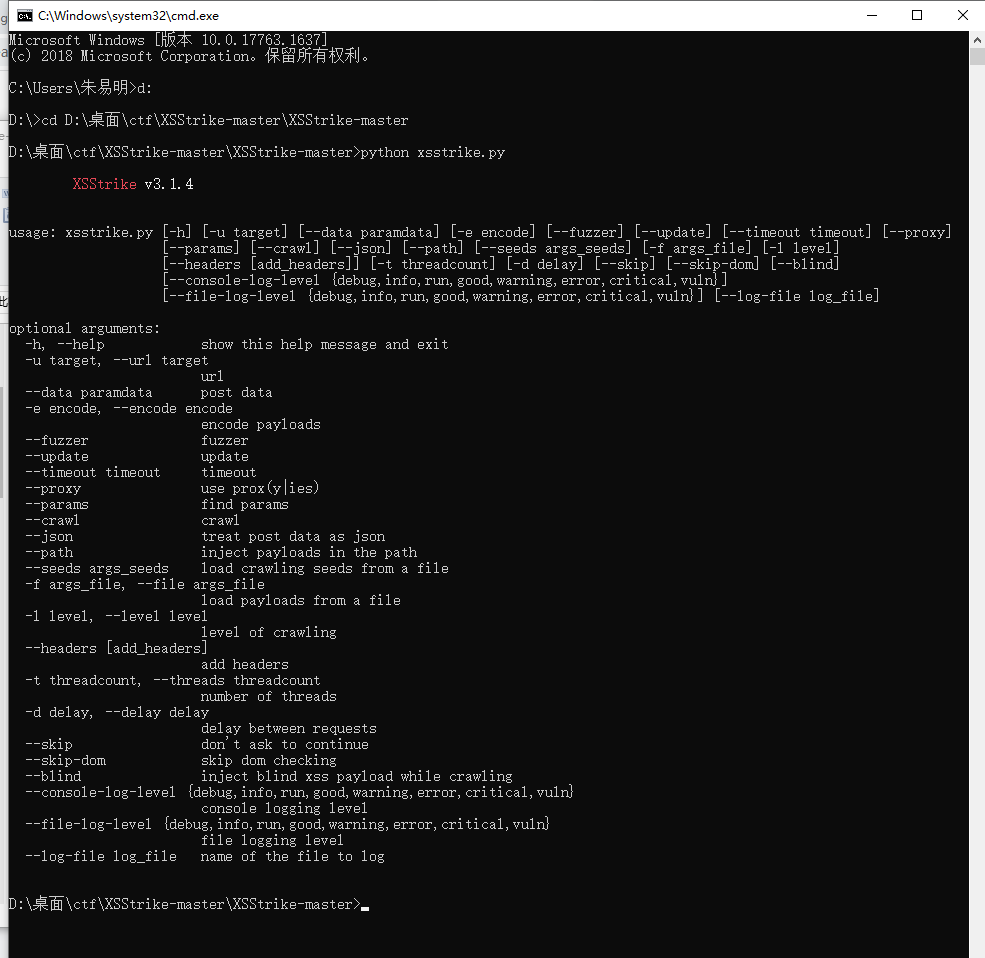 C:\Windows\system32\cmd.exe
Microsoft Windows [版本 10.0.17763.1637]
(c) 2018 Microsoft Corporation。保留所有权利。
C:\Users\朱易明>d:
D:\>cd D:\桌面\ctf\XSStrike-master\XSStrike-master
D:\桌面\ctf\XSStrike-master\XSStrike-master>python xsstrike.py
XSStrike v3.1.4
usage: xsstrike.py [-h] [-u target] [--data paramdata] [-e encode] [--fuzzer] [--update] [--timeout timeout] [--proxy]
[--params] [--crawl] [--json] [--path] [--seeds args_seeds] [-f args_file] [-l level]
[--headers [add_headers]] [-t threadcount] [-d delay] [--skip] [--skip-dom] [--blind]
[--console-log-level {debug,info,run,good,warning,error,critical,vuln}]
[--file-log-level {debug,info,run,good,warning,error,critical,vuln}] [--log-file log_file]
optional arguments:
-h, --help show this help message and exit
-u target, --url target
url
--data paramdata post data
-e encode, --encode encode
encode payloads
--fuzzer fuzzer
--update update
--timeout timeout timeout
--proxy use prox(y|ies)
--params find params
--crawl crawl
--json treat post data as json
--path inject payloads in the path
--seeds args_seeds load crawling seeds from a file
-f args_file, --file args_file
load payloads from a file
-l level, --level level
level of crawling
--headers [add_headers]
add headers
-t threadcount, --threads threadcount
number of threads
-d delay, --delay delay
delay between requests
--skip don't ask to continue
--skip-dom skip dom checking
--blind inject blind xss payload while crawling
--console-log-level {debug,info,run,good,warning,error,critical,vuln}
console logging level
--file-log-level {debug,info,run,good,warning,error,critical,vuln}
file logging level
--log-file log_file name of the file to log
D:\桌面\ctf\XSStrike-master\XSStrike-master>